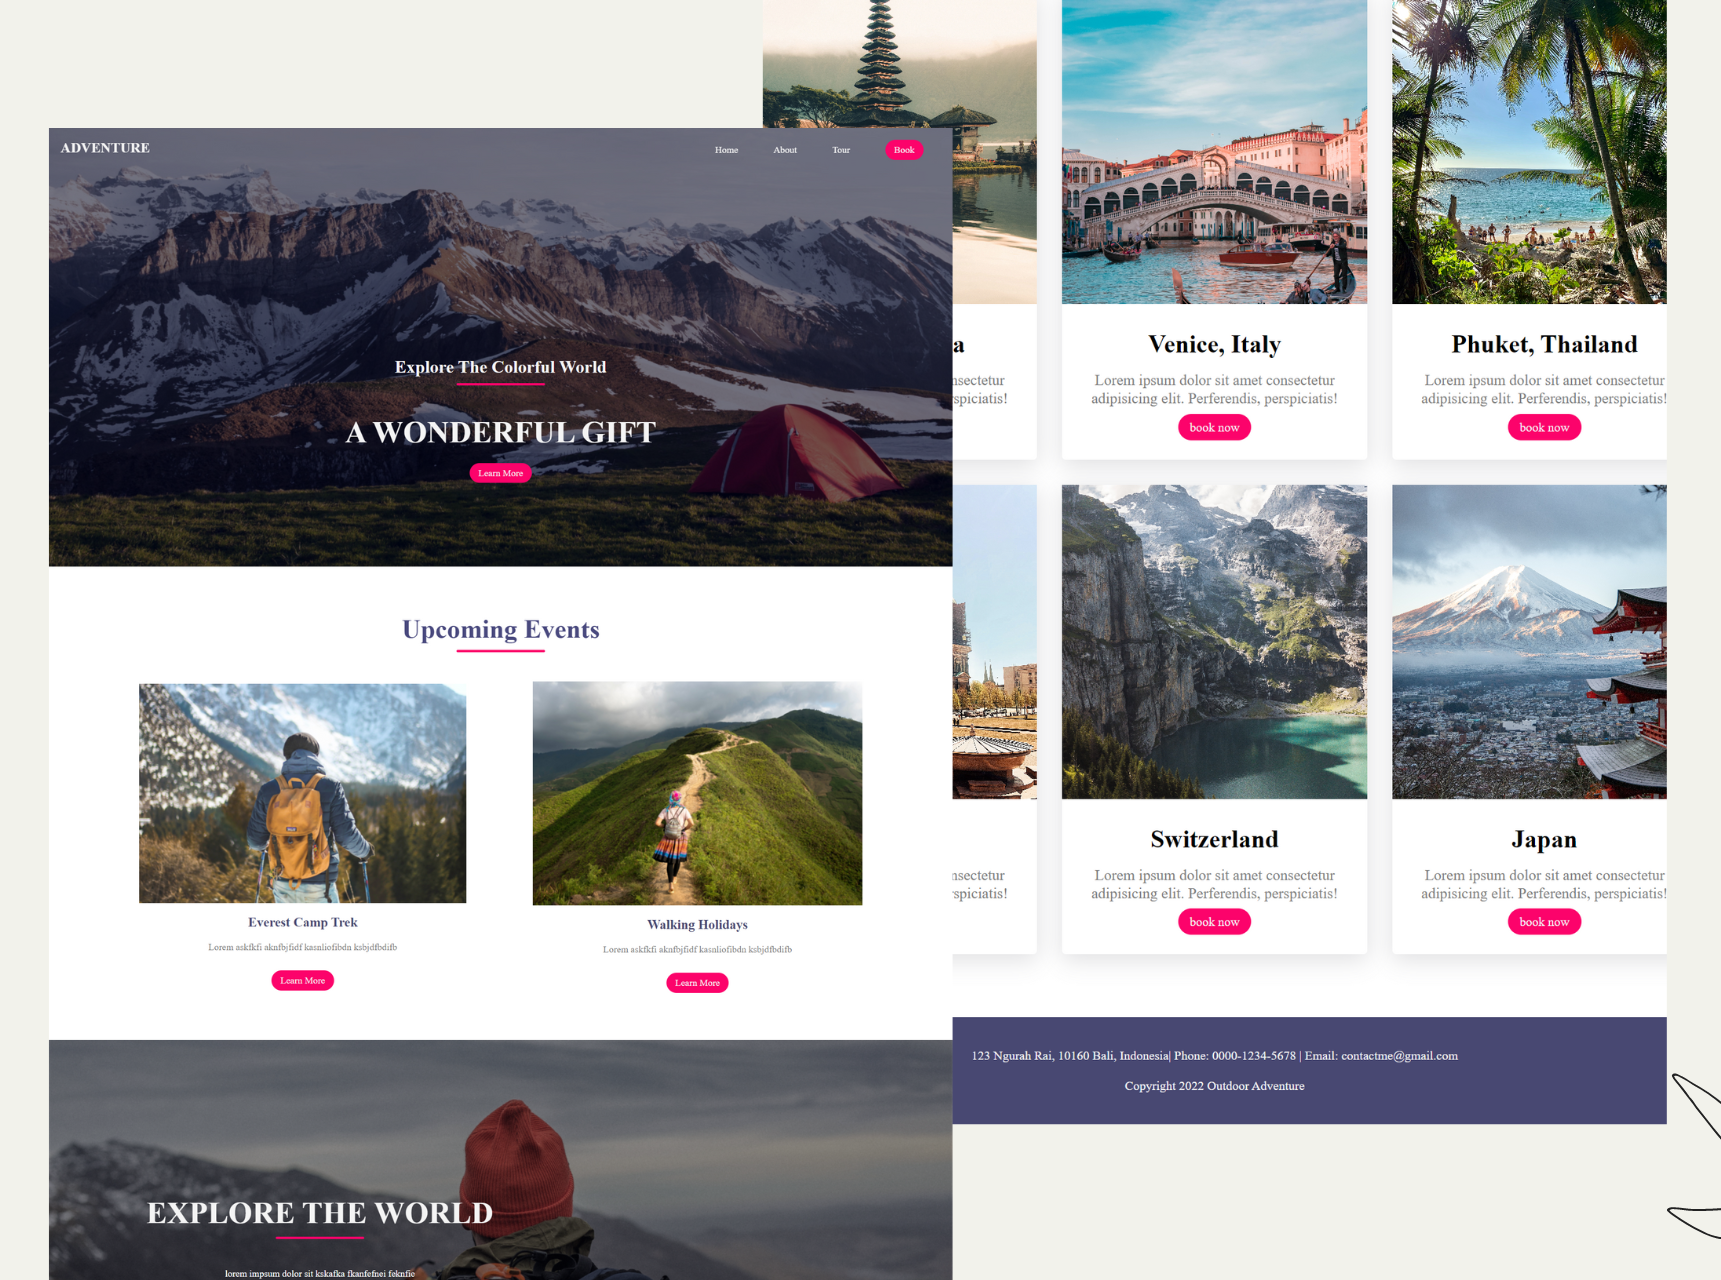 ADVENTURE
Home About Tour Book
Explore The Colorful World
A WONDERFUL GIFT
Learn More
Upcoming Events
Everest Camp Trek
Lorem askfkfi aknfbjfidf kasnliofibdn ksbjdfbdifb
Learn More
Walking Holidays
Lorem askfkfi aknfbjfidf kasnliofibdn ksbjdfbdifb
Learn More
EXPLORE THE WORLD
lorem impsum dolor sit kskafka fkanfefnei feknfie
a
nsectetur
spiciatis!
Venice, Italy
Lorem ipsum dolor sit amet consectetur
adipisicing elit. Perferendis, perspiciatis!
book now
Phuket, Thailand
Lorem ipsum dolor sit amet consectetur
adipisicing elit. Perferendis, perspiciatis!
book now
nsectetur
spiciatis!
Switzerland
Lorem ipsum dolor sit amet consectetur
adipisicing elit. Perferendis, perspiciatis!
book now
Japan
Lorem ipsum dolor sit amet consectetur
adipisicing elit. Perferendis, perspiciatis!
book now
123 Ngurah Rai, 10160 Bali, Indonesia| Phone: 0000-1234-5678 | Email: contactme@gmail.com
Copyright 2022 Outdoor Adventure